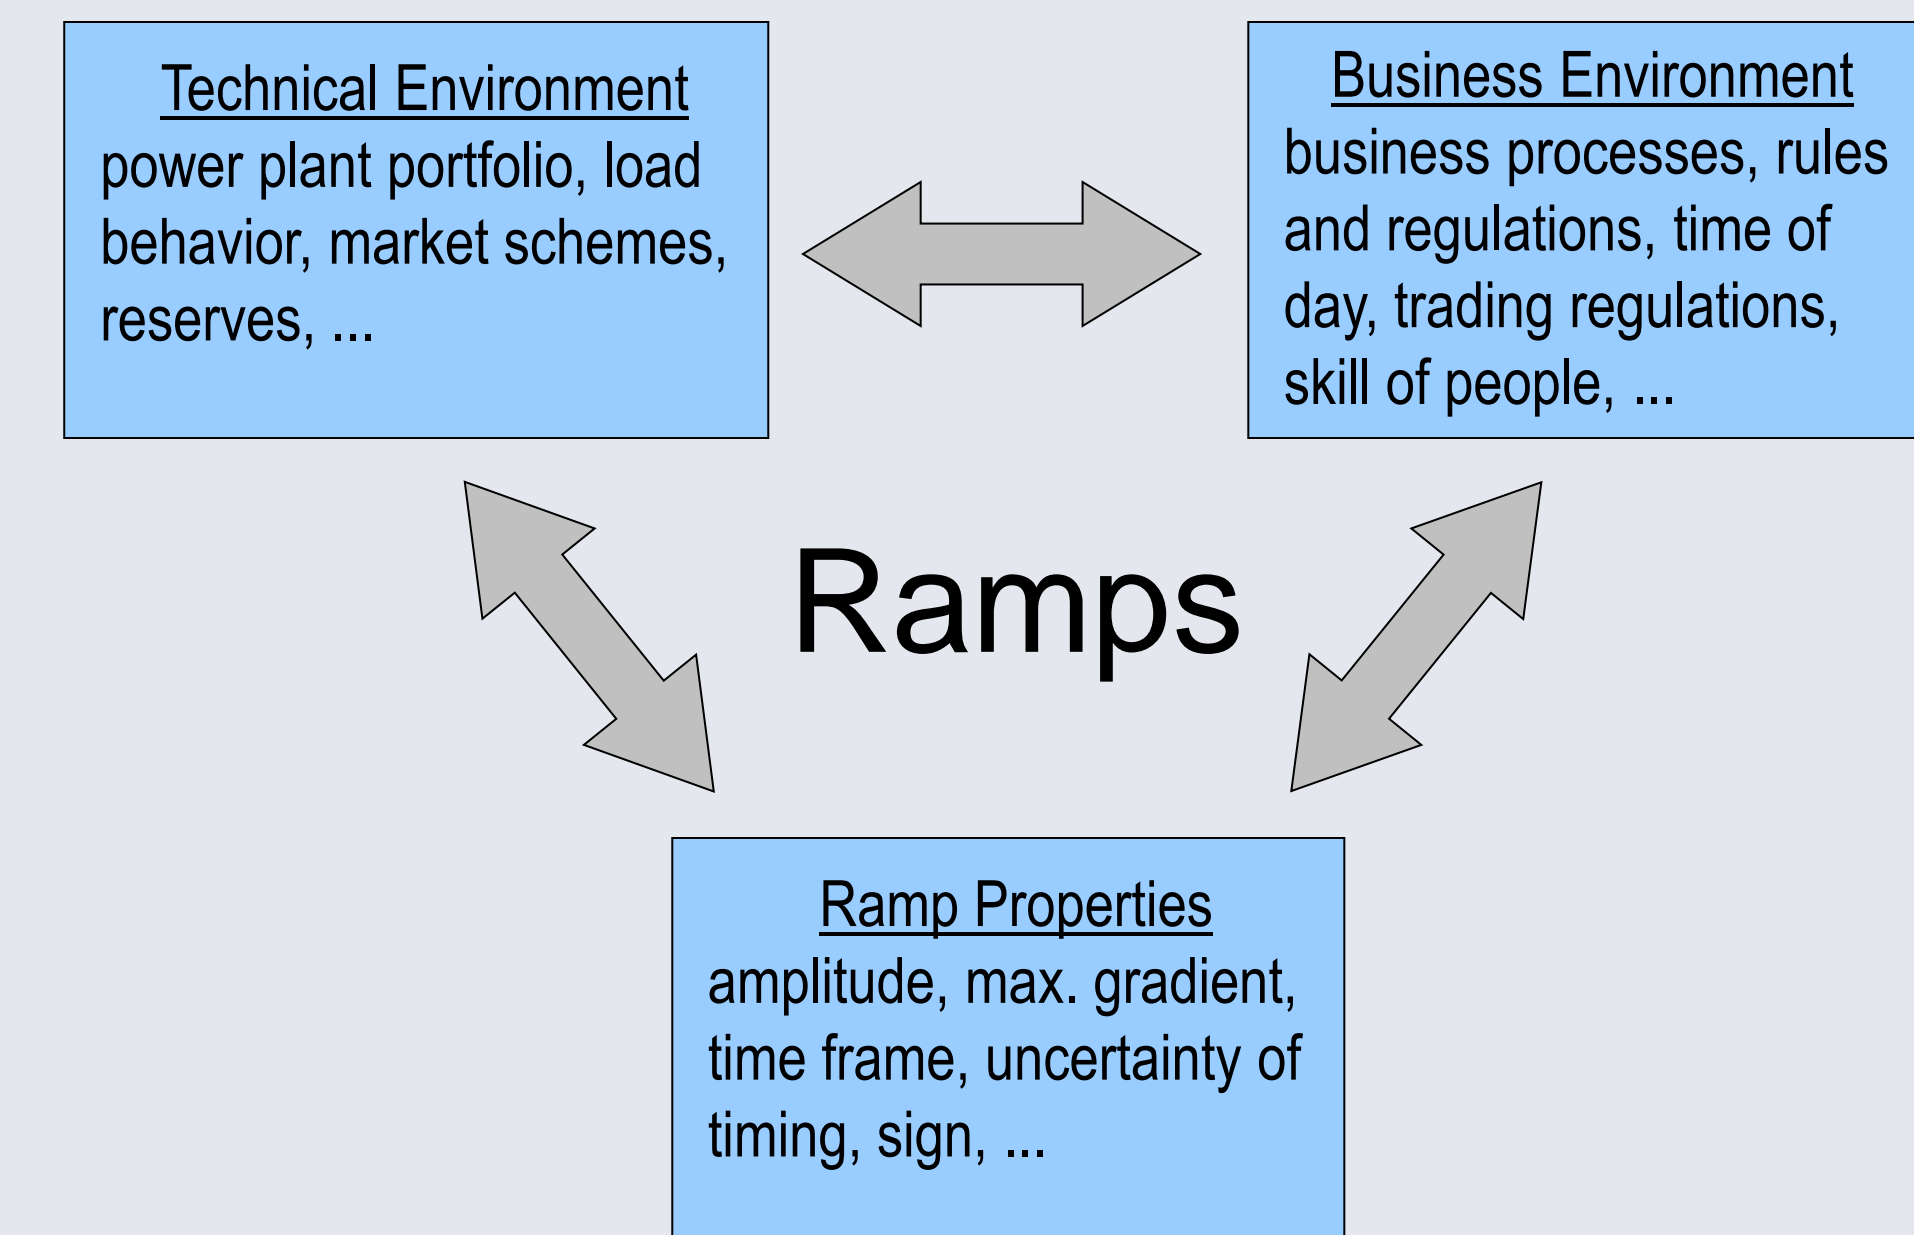 Technical Environment
power plant portfolio, load
behavior, market schemes,
reserves, ...
Business Environment
business processes, rules
and regulations, time of
day, trading regulations,
skill of people, ...
Ramps
Ramp Properties
amplitude, max. gradient,
time frame, uncertainty of
timing, sign, ...